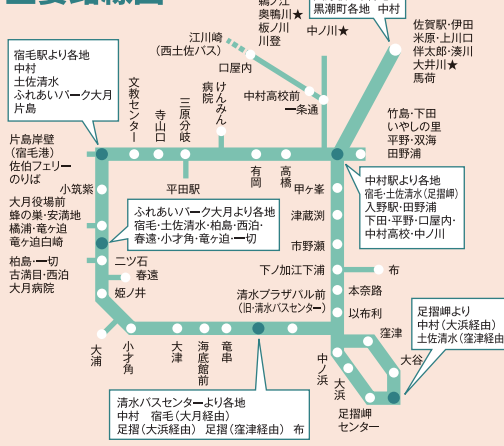 主要路線図
宿毛駅より各地
中村
土佐清水
ふれあいパーク大月
片島
江川崎
(西土佐バス)
口屋内
奥鴨川★
板ノ川
川登
黒潮町各地 中村
中ノ川★
佐賀駅・伊田
米原・上川口
伴太郎・湊川
大井川★
馬荷
文教センター
寺山口
三原分岐
けんみん
病院
中村高校前
一条通
竹島・下田
いやしの里
平野・双海
田野浦
片島岸壁
(宿毛港)
佐伯フェリー
のりば
小筑紫
平田駅
有岡
高橋
中村駅より各地
宿毛・土佐清水(足摺岬)
入野駅・田野浦
下田・平野・口屋内・
中村高校・中ノ川
大月役場前
蜂の巣・安満地
橘浦・竜ヶ迫
竜ヶ迫白崎
ふれあいパーク大月より各地
宿毛・土佐清水・柏島・西泊・
春遠・小才角・竜ヶ迫・一切
甲ヶ峯
津蔵渕
市野瀬
柏島・一切
古満目・西泊
大月病院
二ツ石
春遠
姫ノ井
下ノ加江下浦
布
清水プラザパル前
(旧・清水バスセンター)
本奈路
以布利
足摺岬より
中村(大浜経由)
土佐清水(窪津経由
大浦
小才角
大津
海底館前
竜串
中ノ浜
大浜
窪津
大谷
足摺岬
センター
清水バスセンターより各地
中村 宿毛(大月経由)
足摺(大浜経由) 足摺(窪津経由) 布